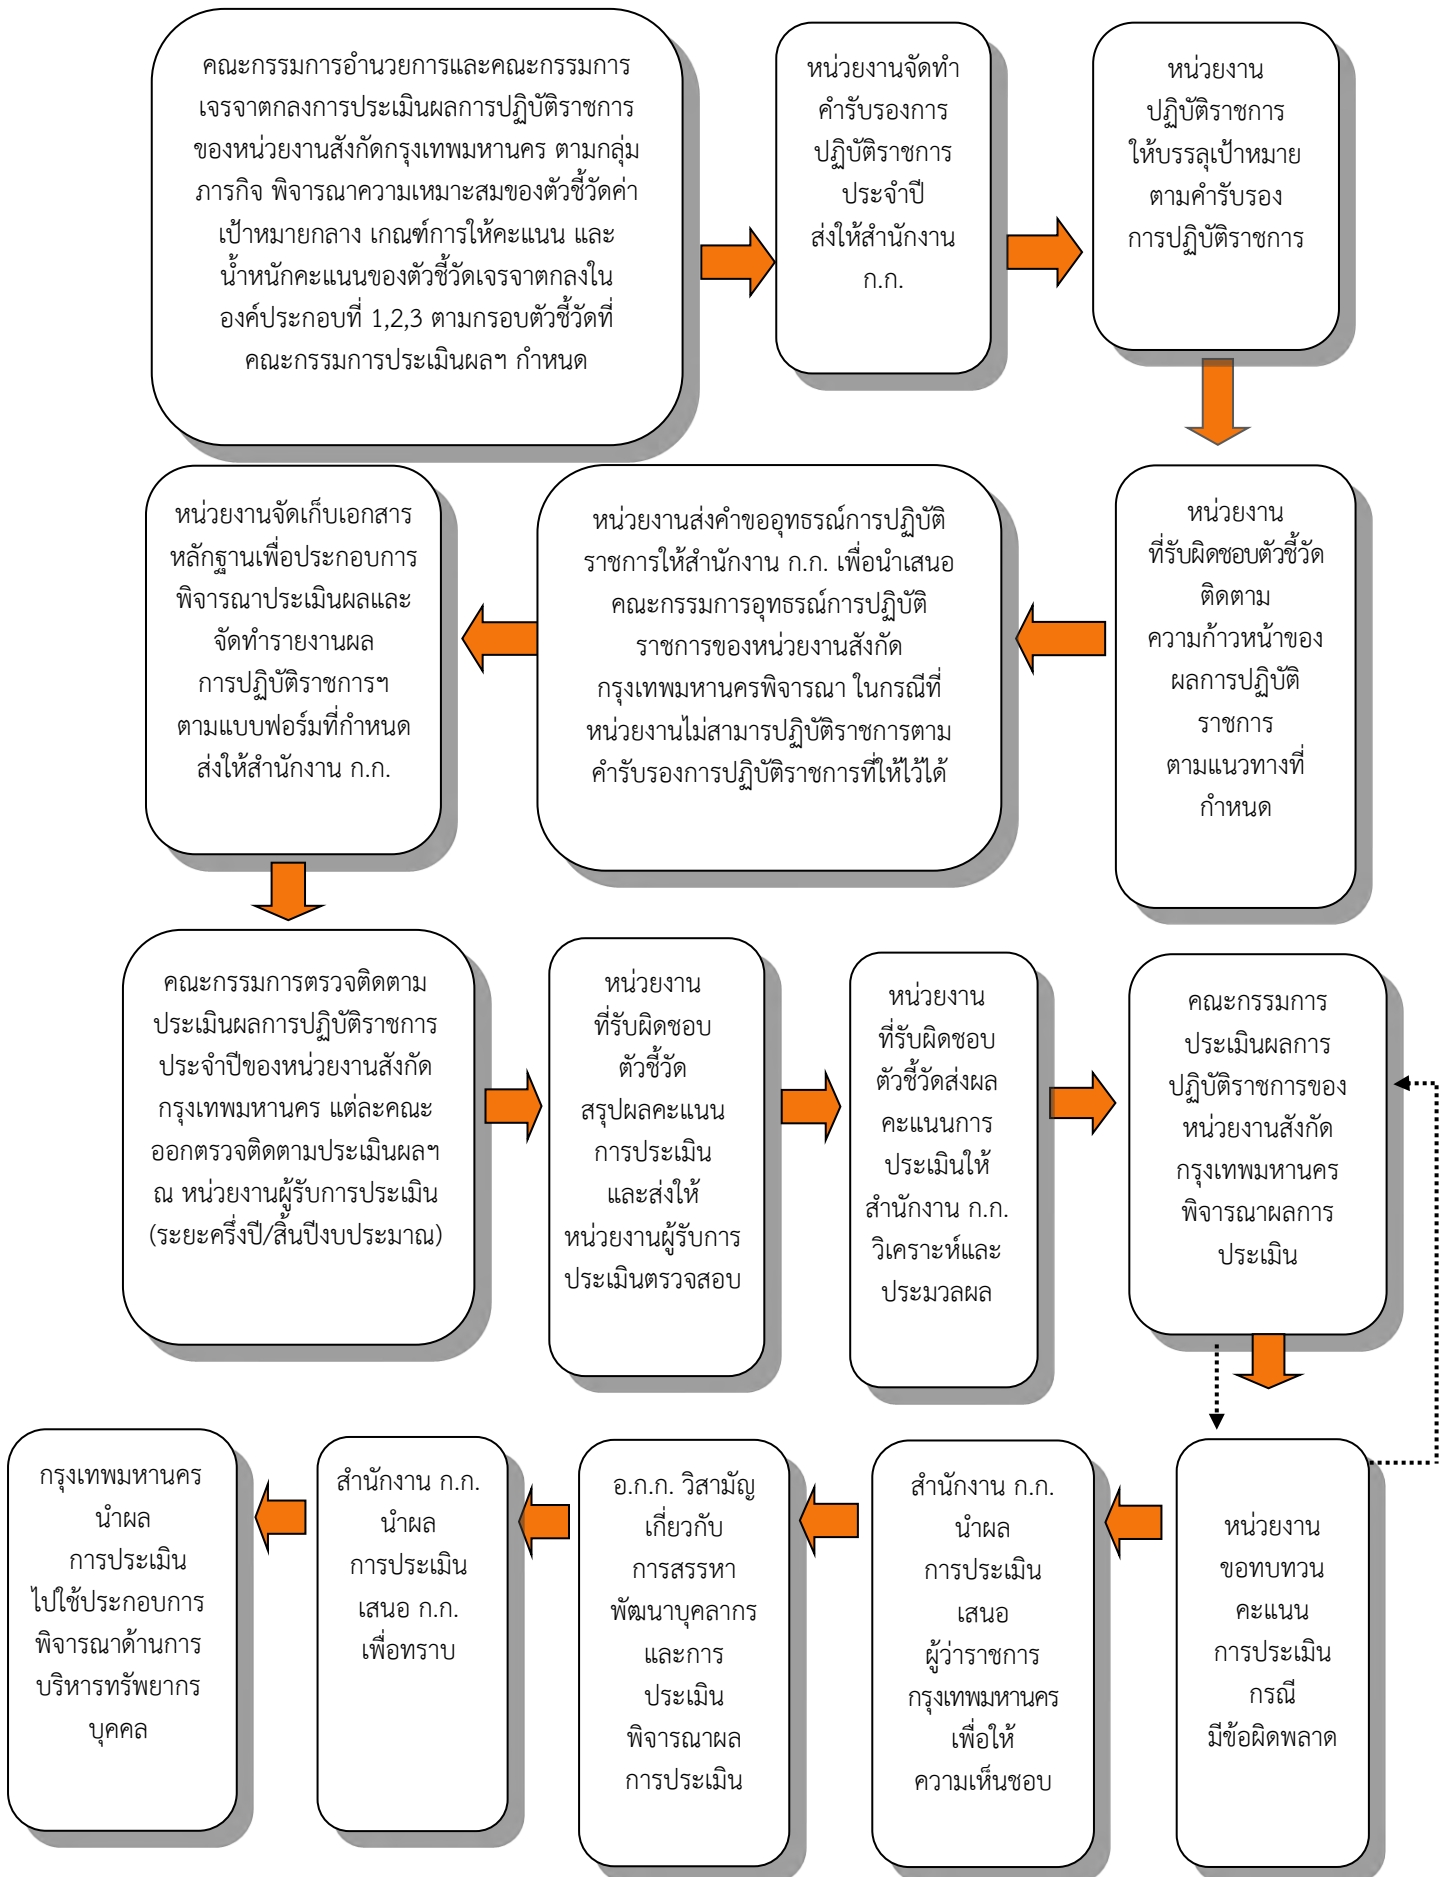 คณะกรรมการอำนวยการและคณะกรรมการ
เจรจาตกลงการประเมินผลการปฏิบัติราชการ
ของหน่วยงานสังกัดกรุงเทพมหานคร ตามกลุ่ม
ภารกิจ พิจารณาความเหมาะสมของตัวชี้วัดค่า
เป้าหมายกลาง เกณฑ์การให้คะแนน และ
น้ำหนักคะแนนของตัวชี้วัดเจรจาตกลงใน
องค์ประกอบที่ 1,2,3 ตามกรอบตัวชี้วัดที่
คณะกรรมการประเมินผลฯ กำหนด
หน่วยงานจัดทำ
คำรับรองการ
ปฏิบัติราชการ
ประจำปี
ส่งให้สำนักงาน
ก.ก.
หน่วยงาน
ปฏิบัติราชการ
ให้บรรลุเป้าหมาย
ตามคำรับรอง
การปฏิบัติราชการ
หน่วยงาน
ที่รับผิดชอบตัวชี้วัด
ติดตาม
ความก้าวหน้าของ
ผลการปฏิบัติ
ราชการ
ตามแนวทางที่
กำหนด
หน่วยงานส่งคำขออุทธรณ์การปฏิบัติ
ราชการให้สำนักงาน ก.ก. เพื่อนำเสนอ
คณะกรรมการอุทธรณ์การปฏิบัติ
ราชการของหน่วยงานสังกัด
กรุงเทพมหานครพิจารณา ในกรณีที่
หน่วยงานไม่สามารปฏิบัติราชการตาม
คำรับรองการปฏิบัติราชการที่ให้ไว้ได้
หน่วยงานจัดเก็บเอกสาร
หลักฐานเพื่อประกอบการ
พิจารณาประเมินผลและ
จัดทำรายงานผล
การปฏิบัติราชการฯ
ตามแบบฟอร์มที่กำหนด
ส่งให้สำนักงาน ก.ก.
คณะกรรมการตรวจติดตาม
ประเมินผลการปฏิบัติราชการ
ประจำปีของหน่วยงานสังกัด
กรุงเทพมหานคร แต่ละคณะ
ออกตรวจติดตามประเมินผลฯ
ณ หน่วยงานผู้รับการประเมิน
(ระยะครึ่งปี/สิ้นปีงบประมาณ)
หน่วยงาน
ที่รับผิดชอบ
ตัวชี้วัด
สรุปผลคะแนน
การประเมิน
และส่งให้
หน่วยงานผู้รับการ
ประเมินตรวจสอบ
หน่วยงาน
ที่รับผิดชอบ
ตัวชี้วัดส่งผล
คะแนนการ
ประเมินให้
สำนักงาน ก.ก.
วิเคราะห์และ
ประมวลผล
คณะกรรมการ
ประเมินผลการ
ปฏิบัติราชการของ
หน่วยงานสังกัด
กรุงเทพมหานคร
พิจารณาผลการ
ประเมิน
หน่วยงาน
ขอทบทวน
คะแนน
การประเมิน
กรณี
มีข้อผิดพลาด
สำนักงาน ก.ก.
นำผล
การประเมิน
เสนอ
ผู้ว่าราชการ
กรุงเทพมหานคร
เพื่อให้
ความเห็นชอบ
อ.ก.ก. วิสามัญ
เกี่ยวกับ
การสรรหา
พัฒนาบุคลากร
และการ
ประเมิน
พิจารณาผล
การประเมิน
สำนักงาน ก.ก.
นำผล
การประเมิน
เสนอ ก.ก.
เพื่อทราบ
กรุงเทพมหานคร
นำผล
การประเมิน
ไปใช้ประกอบการ
พิจารณาด้านการ
บริหารทรัพยากร
บุคคล